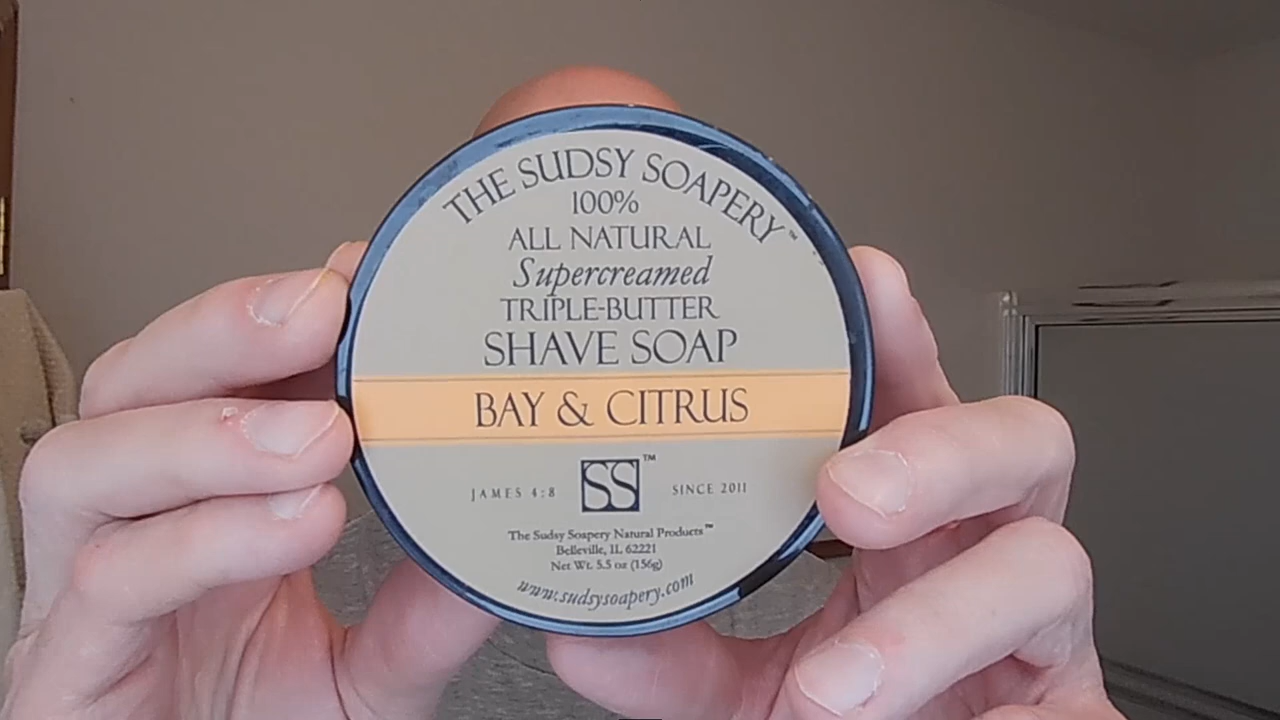 THE SUDSY SOAPERY™
100%
ALL NATURAL
Supercreamed
TRIPLE-BUTTER
SHAVE SOAP
BAY & CITRUS
JAMES 4:8 SS™ SINCE 2011
The Sudsy Soapery Natural Products™
Belleville, IL 62221
Net Wt. 5.5 oz (156g)
www.sudsysoapery.com